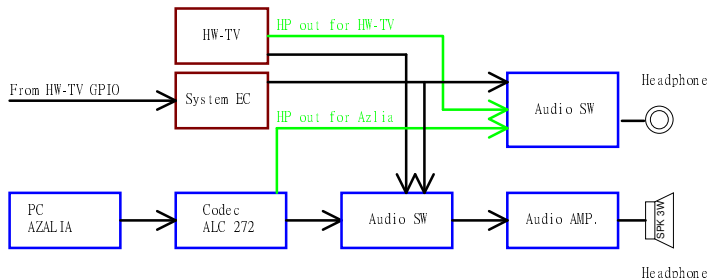 HP out for HW-TV
HW-TV
Headphone
From HW-TV GPIO
System EC
Audio SW
HP out for Azlia
PC
AZALIA
Codec
ALC 272
Audio SW
Audio AMP.
SPK 3W
Headphone